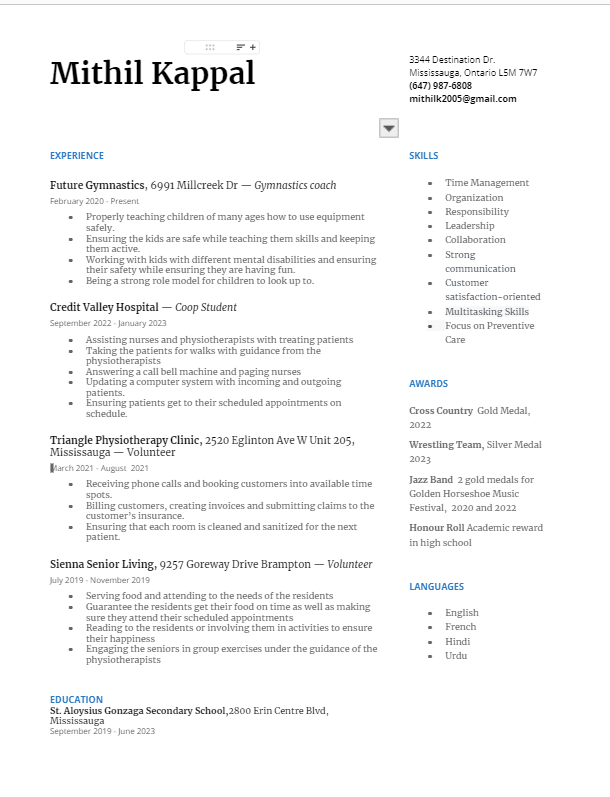 Mithil Kappal
3344 Destination Dr.
Mississauga, Ontario L5M 7W7
(647) 987-6808
mithilk2005@gmail.com
EXPERIENCE
Future Gymnastics, 6991 Millcreek Dr — Gymnastics coach
February 2020 - Present
Properly teaching children of many ages how to use equipment
safely.
Ensuring the kids are safe while teaching them skills and keeping
them active.
Working with kids with different mental disabilities and ensuring
their safety while ensuring they are having fun.
Being a strong role model for children to look up to.
Credit Valley Hospital — Coop Student
September 2022 - January 2023
Assisting nurses and physiotherapists with treating patients
Taking the patients for walks with guidance from the
physiotherapists
Answering a call bell machine and paging nurses
Updating a computer system with incoming and outgoing
patients.
Ensuring patients get to their scheduled appointments on
schedule.
Triangle Physiotherapy Clinic, 2520 Eglinton Ave W Unit 205,
Mississauga — Volunteer
March 2021 - August 2021
Receiving phone calls and booking customers into available time
spots.
Billing customers, creating invoices and submitting claims to the
customer's insurance.
Ensuring that each room is cleaned and sanitized for the next
patient.
Sienna Senior Living, 9257 Goreway Drive Brampton — Volunteer
July 2019 - November 2019
Serving food and attending to the needs of the residents
Guarantee the residents get their food on time as well as making
sure they attend their scheduled appointments
Reading to the residents or involving them in activities to ensure
their happiness
Engaging the seniors in group exercises under the guidance of the
physiotherapists
EDUCATION
St. Aloysius Gonzaga Secondary School,2800 Erin Centre Blvd,
Mississauga
September 2019 - June 2023
SKILLS
Time Management
Organization
Responsibility
Leadership
Collaboration
Strong
communication
Customer
satisfaction-oriented
Multitasking Skills
Focus on Preventive
Care
AWARDS
Cross Country Gold Medal,
2022
Wrestling Team, Silver Medal
2023
Jazz Band 2 gold medals for
Golden Horseshoe Music
Festival, 2020 and 2022
Honour Roll Academic reward
in high school
LANGUAGES
English
French
Hindi
Urdu